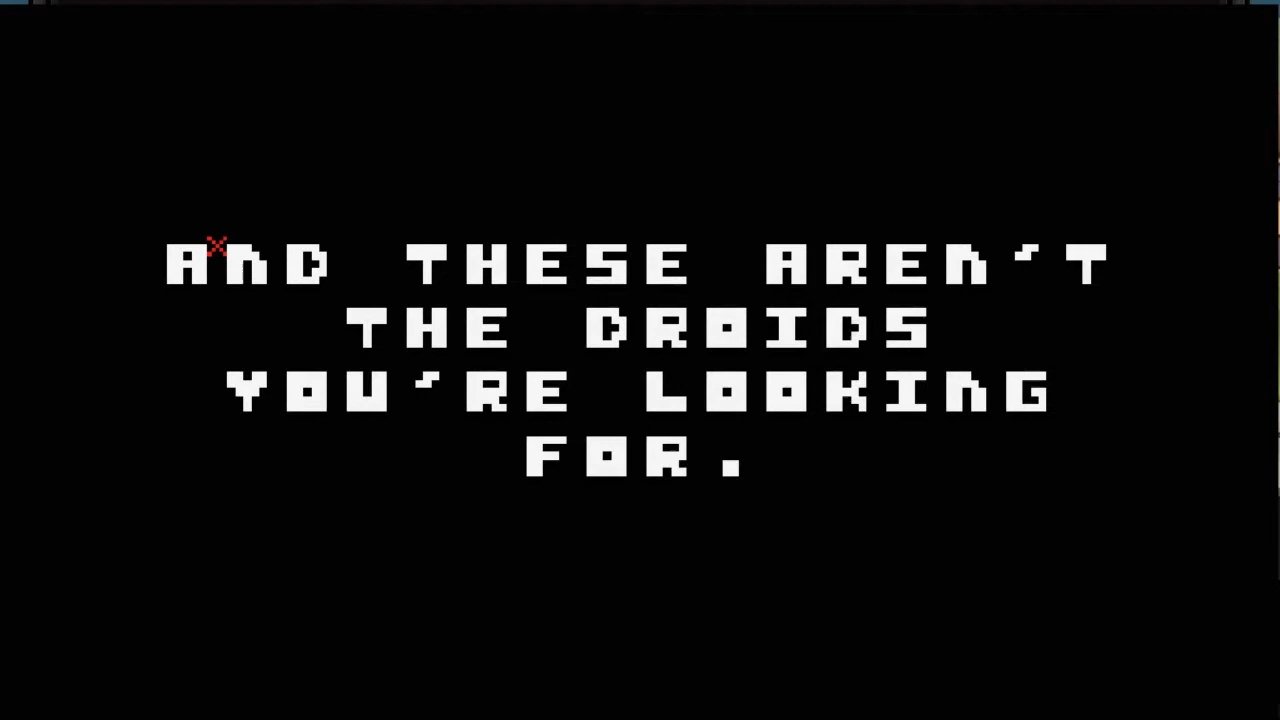 AnD THESE AREn'T
THE DROIDS
YOU'RE LOOKInG
FOR.